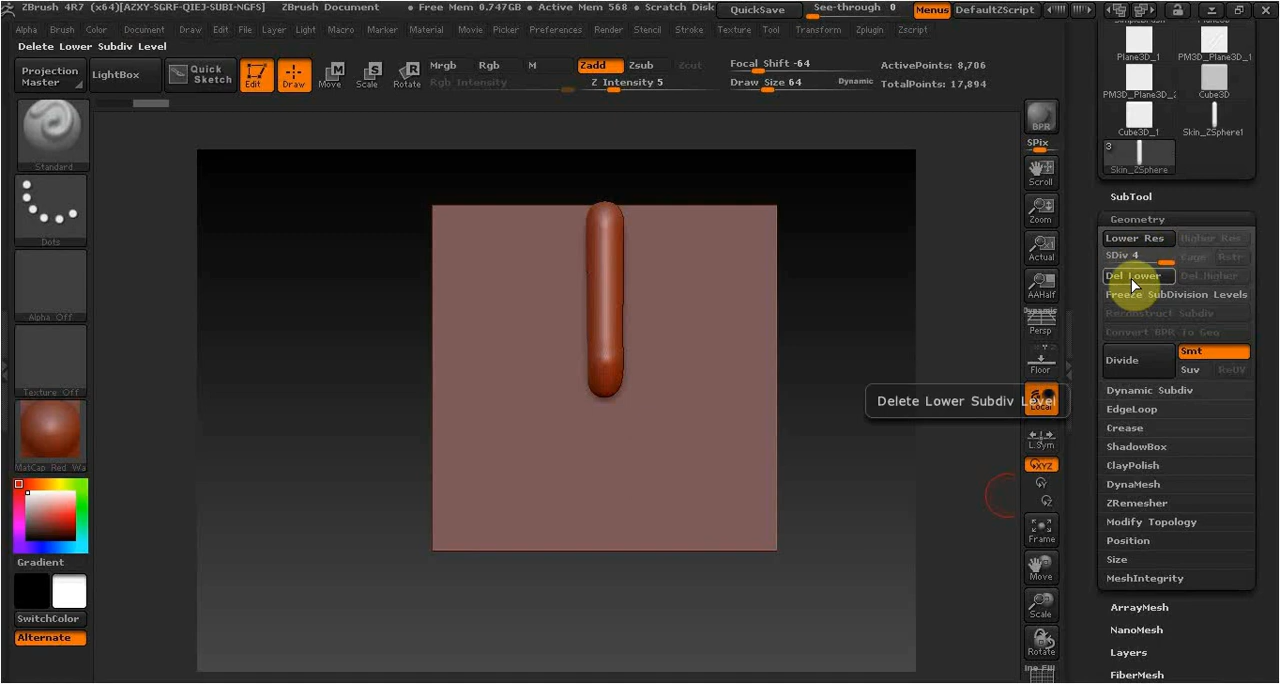 ZBrush 4R7 (x64)[AZXY-SGRF-QIEJ-SUBI-NGFS] ZBrush Document • Free Mem 0.747GB • Active Mem 568 • Scratch Disk QuickSave See-through 0 Menus DefaultZScript
Alpha Brush Color Document Draw Edit File Layer Light Macro Marker Material Movie Picker Preferences Render Stencil Stroke Texture Tool Transform Zplugin Zscript
Delete Lower Subdiv Level
Projection Master
LightBox
Quick Sketch
Edit
Draw
Move
Scale
Rotate
Mrgb Rgb M
Rgb Intensity
Zadd Zsub Zcut
Z Intensity 5
Focal Shift -64
Draw Size 64 Dynamic
ActivePoints: 8,706
TotalPoints: 17,894
Standard
Dots
Alpha Off
Texture Off
MatCap Red Wa
Gradient
SwitchColor
Alternate
Delete Lower Subdiv Level
BPR
SPix
Scroll
Zoom
Actual
AAHalf
Dynamic
Persp
Floor
Local
L.Sym
XYZ
Y
Z
Frame
Move
Scale
Rotate
Line Fill
Plane3D_1 PM3D_Plane3D_1
PM3D_Plane3D_2 Cube3D
Cube3D_1 Skin_ZSphere1
3
Skin_ZSphere
SubTool
Geometry
Lower Res Higher Res
SDiv 4 Cage Rstr
Del Lower Del Higher
Freeze SubDivision Levels
Reconstruct Subdiv
Convert BPR To Geo
Divide Smt
Suv ReUV
Dynamic Subdiv
EdgeLoop
Crease
ShadowBox
ClayPolish
DynaMesh
ZRemesher
Modify Topology
Position
Size
MeshIntegrity
ArrayMesh
NanoMesh
Layers
FiberMesh